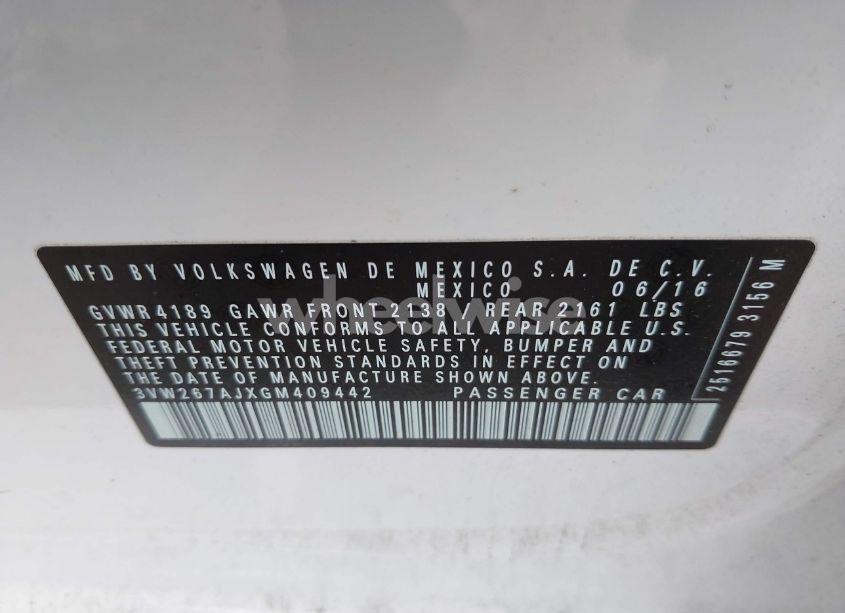 MFD BY VOLKSWAGEN DE MEXICO S.A. DE C.V.
MEXICO 06/16
GVWR 4189 GAWR FRONT 2138 / REAR 2161 LBS
THIS VEHICLE CONFORMS TO ALL APPLICABLE U.S.
FEDERAL MOTOR VEHICLE SAFETY, BUMPER AND
THEFT PREVENTION STANDARDS IN EFFECT ON
THE DATE OF MANUFACTURE SHOWN ABOVE.
3VW267AJXGM409442 PASSENGER CAR
2516679 3156 M
wheelwire